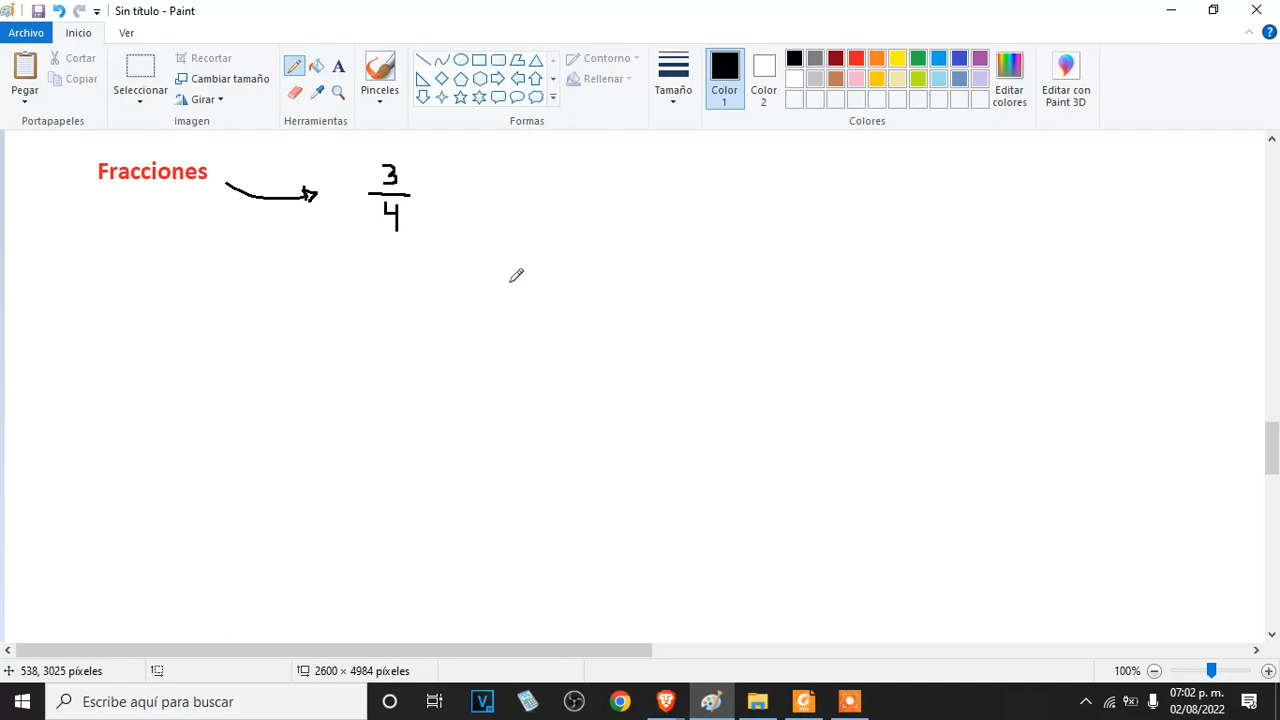 Sin título - Paint
Archivo Inicio Ver
Pegar
Cortar
Copiar
Portapapeles
Seleccionar
Recortar
Cambiar tamaño
Girar
Imagen
A
Herramientas
Pinceles
Contorno
Rellenar
Formas
Tamaño
Color 1
Color 2
Editar colores
Colores
Editar con Paint 3D
Fracciones
3
4
538, 3025 píxeles
2600 × 4984 píxeles
100%
Escribe aquí para buscar
V
PDF
07:02 p. m.
02/08/2022